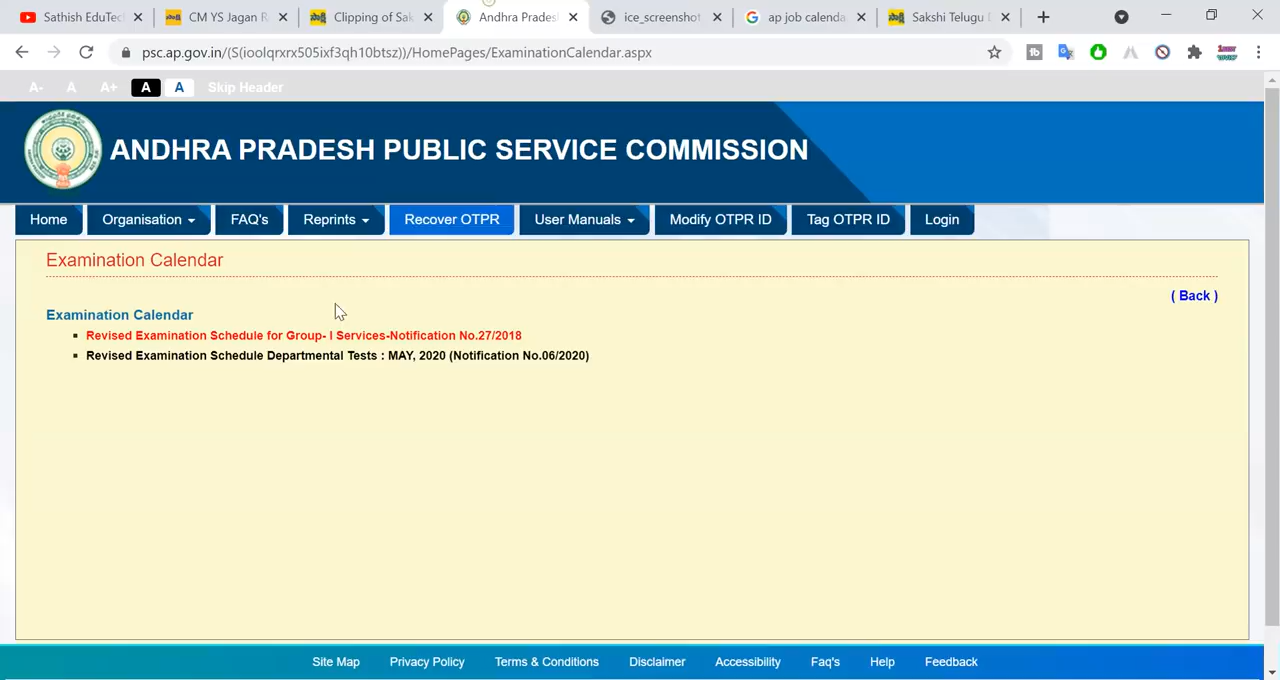 Sathish EduTec
CM YS Jagan R
Clipping of Sak
Andhra Prades
ice_screenshot
ap job calenda
Sakshi Telugu D
psc.ap.gov.in/(S(ioolqrxrx505ixf3qh10btsz))/HomePages/ExaminationCalendar.aspx
A- A A+ A A Skip Header
ANDHRA PRADESH PUBLIC SERVICE COMMISSION
Home Organisation FAQ's Reprints Recover OTPR User Manuals Modify OTPR ID Tag OTPR ID Login
Examination Calendar
( Back )
Examination Calendar
Revised Examination Schedule for Group- I Services-Notification No.27/2018
Revised Examination Schedule Departmental Tests : MAY, 2020 (Notification No.06/2020)
Site Map Privacy Policy Terms & Conditions Disclaimer Accessibility Faq's Help Feedback